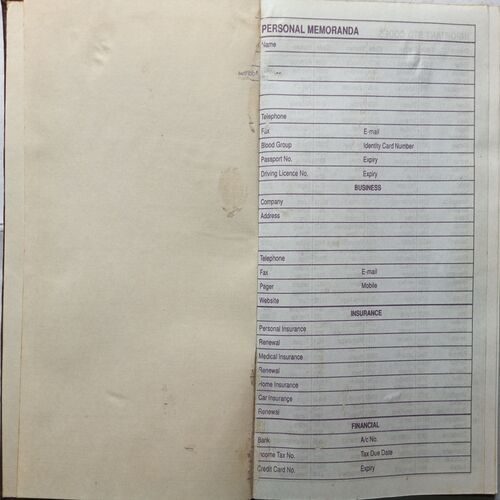 PERSONAL MEMORANDA
Name
Telephone
Fax E-mail
Blood Group Identity Card Number
Passport No. Expiry
Driving Licence No. Expiry
BUSINESS
Company
Address
Telephone
Fax E-mail
Pager Mobile
Website
INSURANCE
Personal Insurance
Renewal
Medical Insurance
Renewal
Home Insurance
Car Insurange
Renewal
FINANCIAL
Bank A/c No.
Income Tax No. Tax Due Date
Credit Card No. Expiry